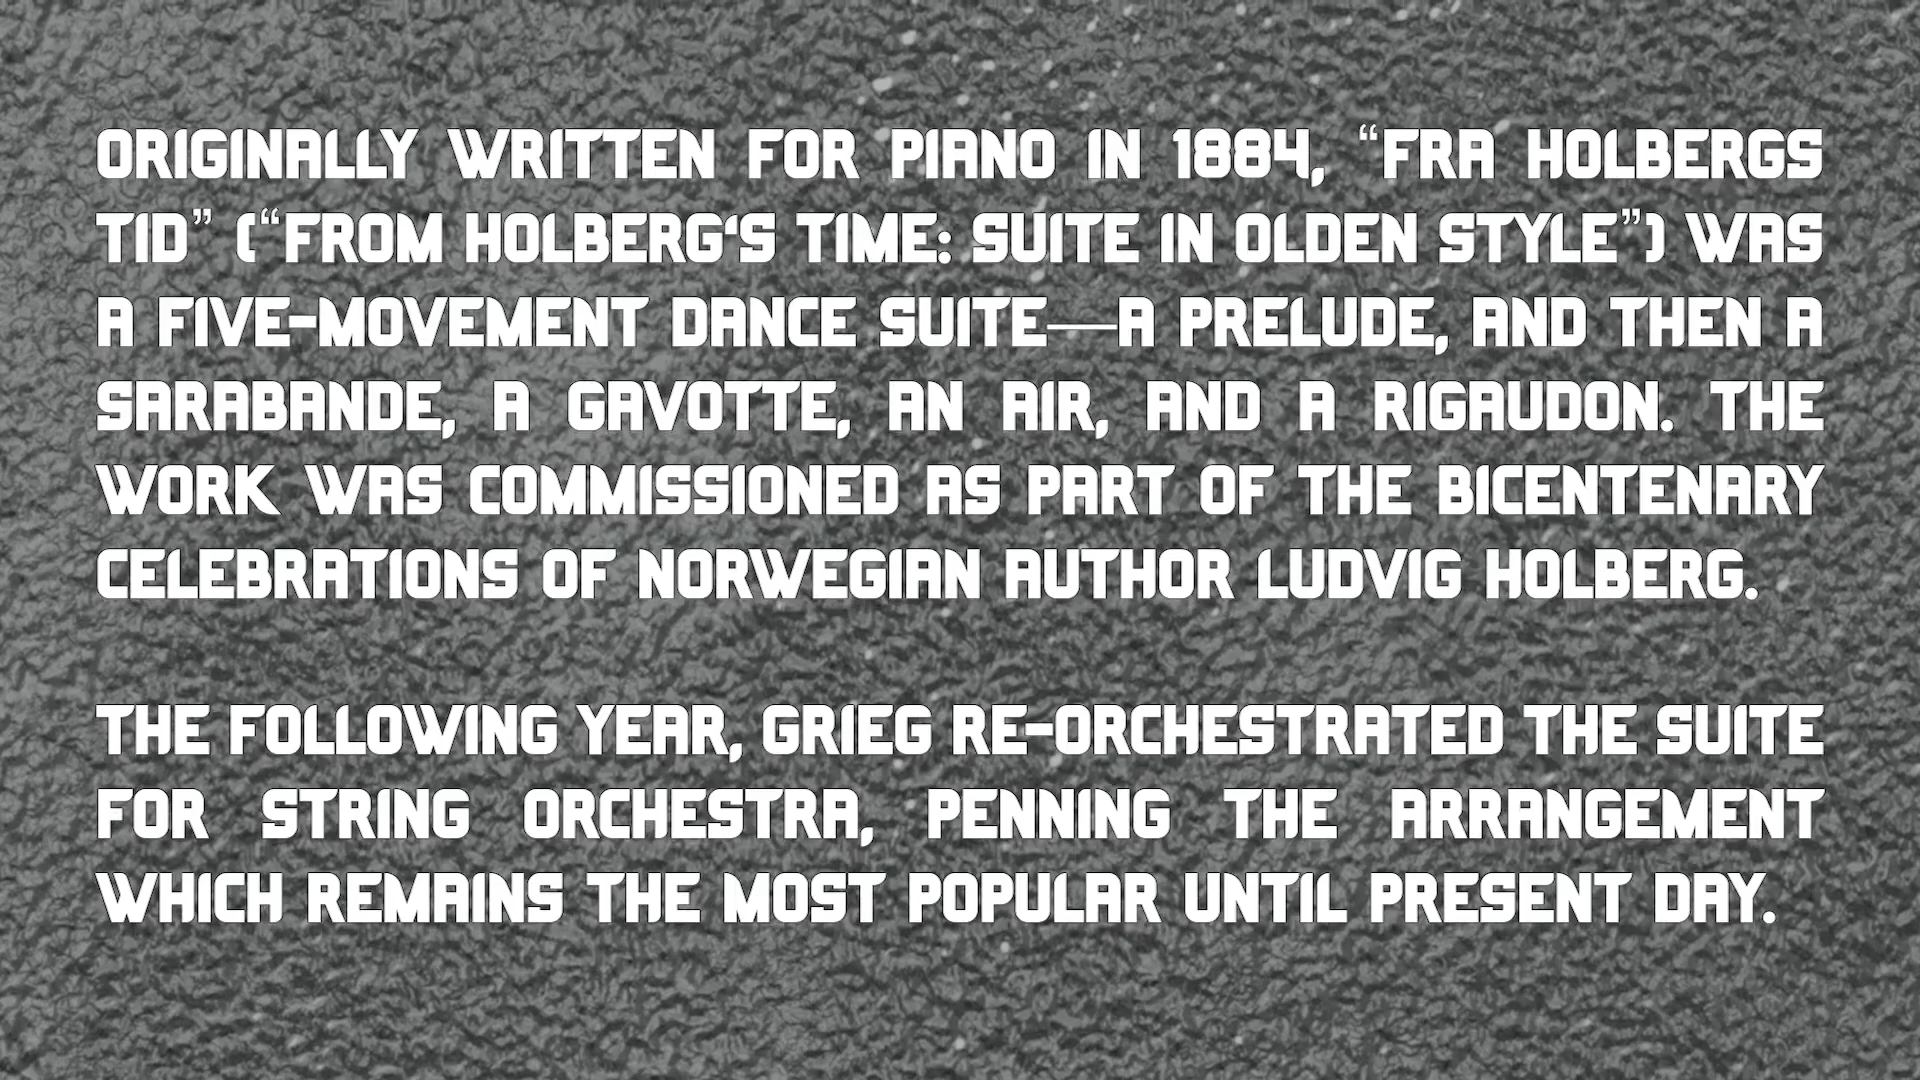 ORIGINALLY WRITTEN FOR PIANO IN 1884, “FRA HOLBERGS
TID” (“FROM HOLBERG‘S TIME: SUITE IN OLDEN STYLE”) WAS
A FIVE-MOVEMENT DANCE SUITE—A PRELUDE, AND THEN A
SARABANDE, A GAVOTTE, AN AIR, AND A RIGAUDON. THE
WORK WAS COMMISSIONED AS PART OF THE BICENTENARY
CELEBRATIONS OF NORWEGIAN AUTHOR LUDVIG HOLBERG.
THE FOLLOWING YEAR, GRIEG RE-ORCHESTRATED THE SUITE
FOR STRING ORCHESTRA, PENNING THE ARRANGEMENT
WHICH REMAINS THE MOST POPULAR UNTIL PRESENT DAY.